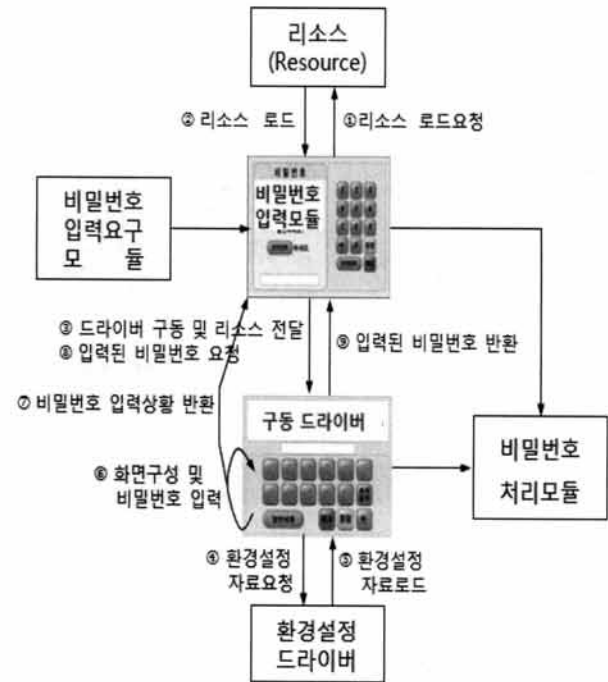 리소스
(Resource)
② 리소스 로드
①리소스 로드요청
비밀번호
입력요구
모 듈
비밀번호
비밀번호
입력모듈
③ 드라이버 구동 및 리소스 전달
⑧ 입력된 비밀번호 요청
⑨ 입력된 비밀번호 반환
⑦ 비밀번호 입력상황 반환
구동 드라이버
⑥ 화면구성 및
비밀번호 입력
비밀번호
처리모듈
④ 환경설정
자료요청
⑤ 환경설정
자료로드
환경설정
드라이버